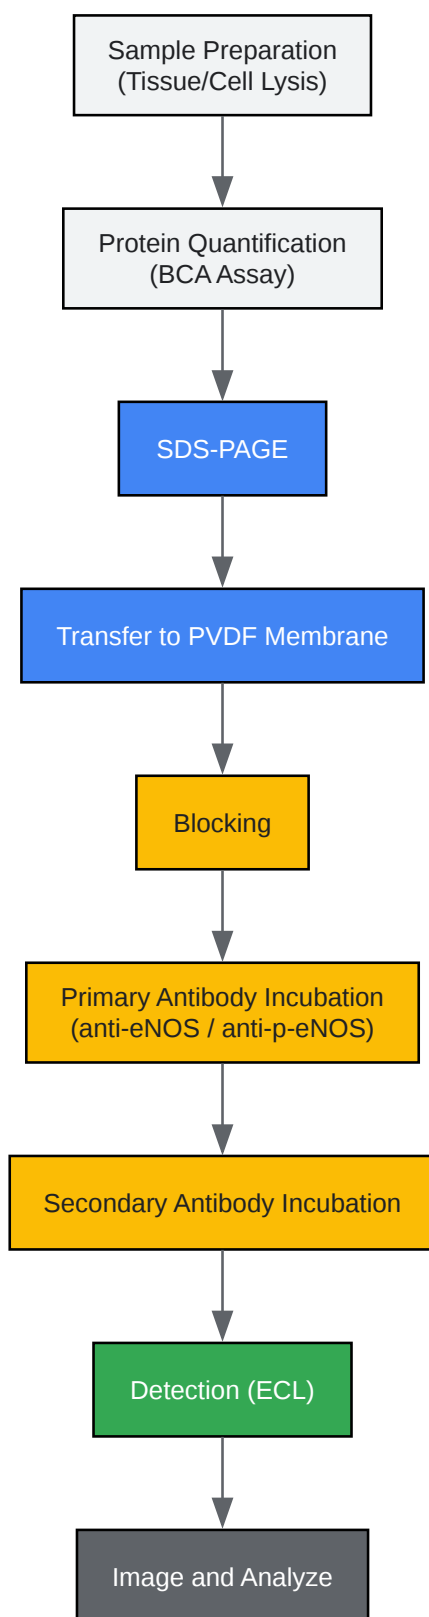 Sample Preparation
(Tissue/Cell Lysis)
Protein Quantification
(BCA Assay)
SDS-PAGE
Transfer to PVDF Membrane
Blocking
Primary Antibody Incubation
(anti-eNOS / anti-p-eNOS)
Secondary Antibody Incubation
Detection (ECL)
Image and Analyze